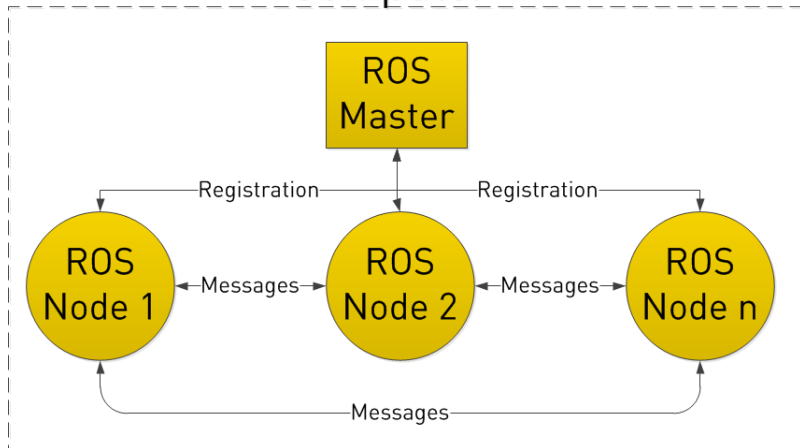 ROS
Master
Registration
Registration
ROS
Node 1
Messages
ROS
Node 2
Messages
ROS
Node n
Messages